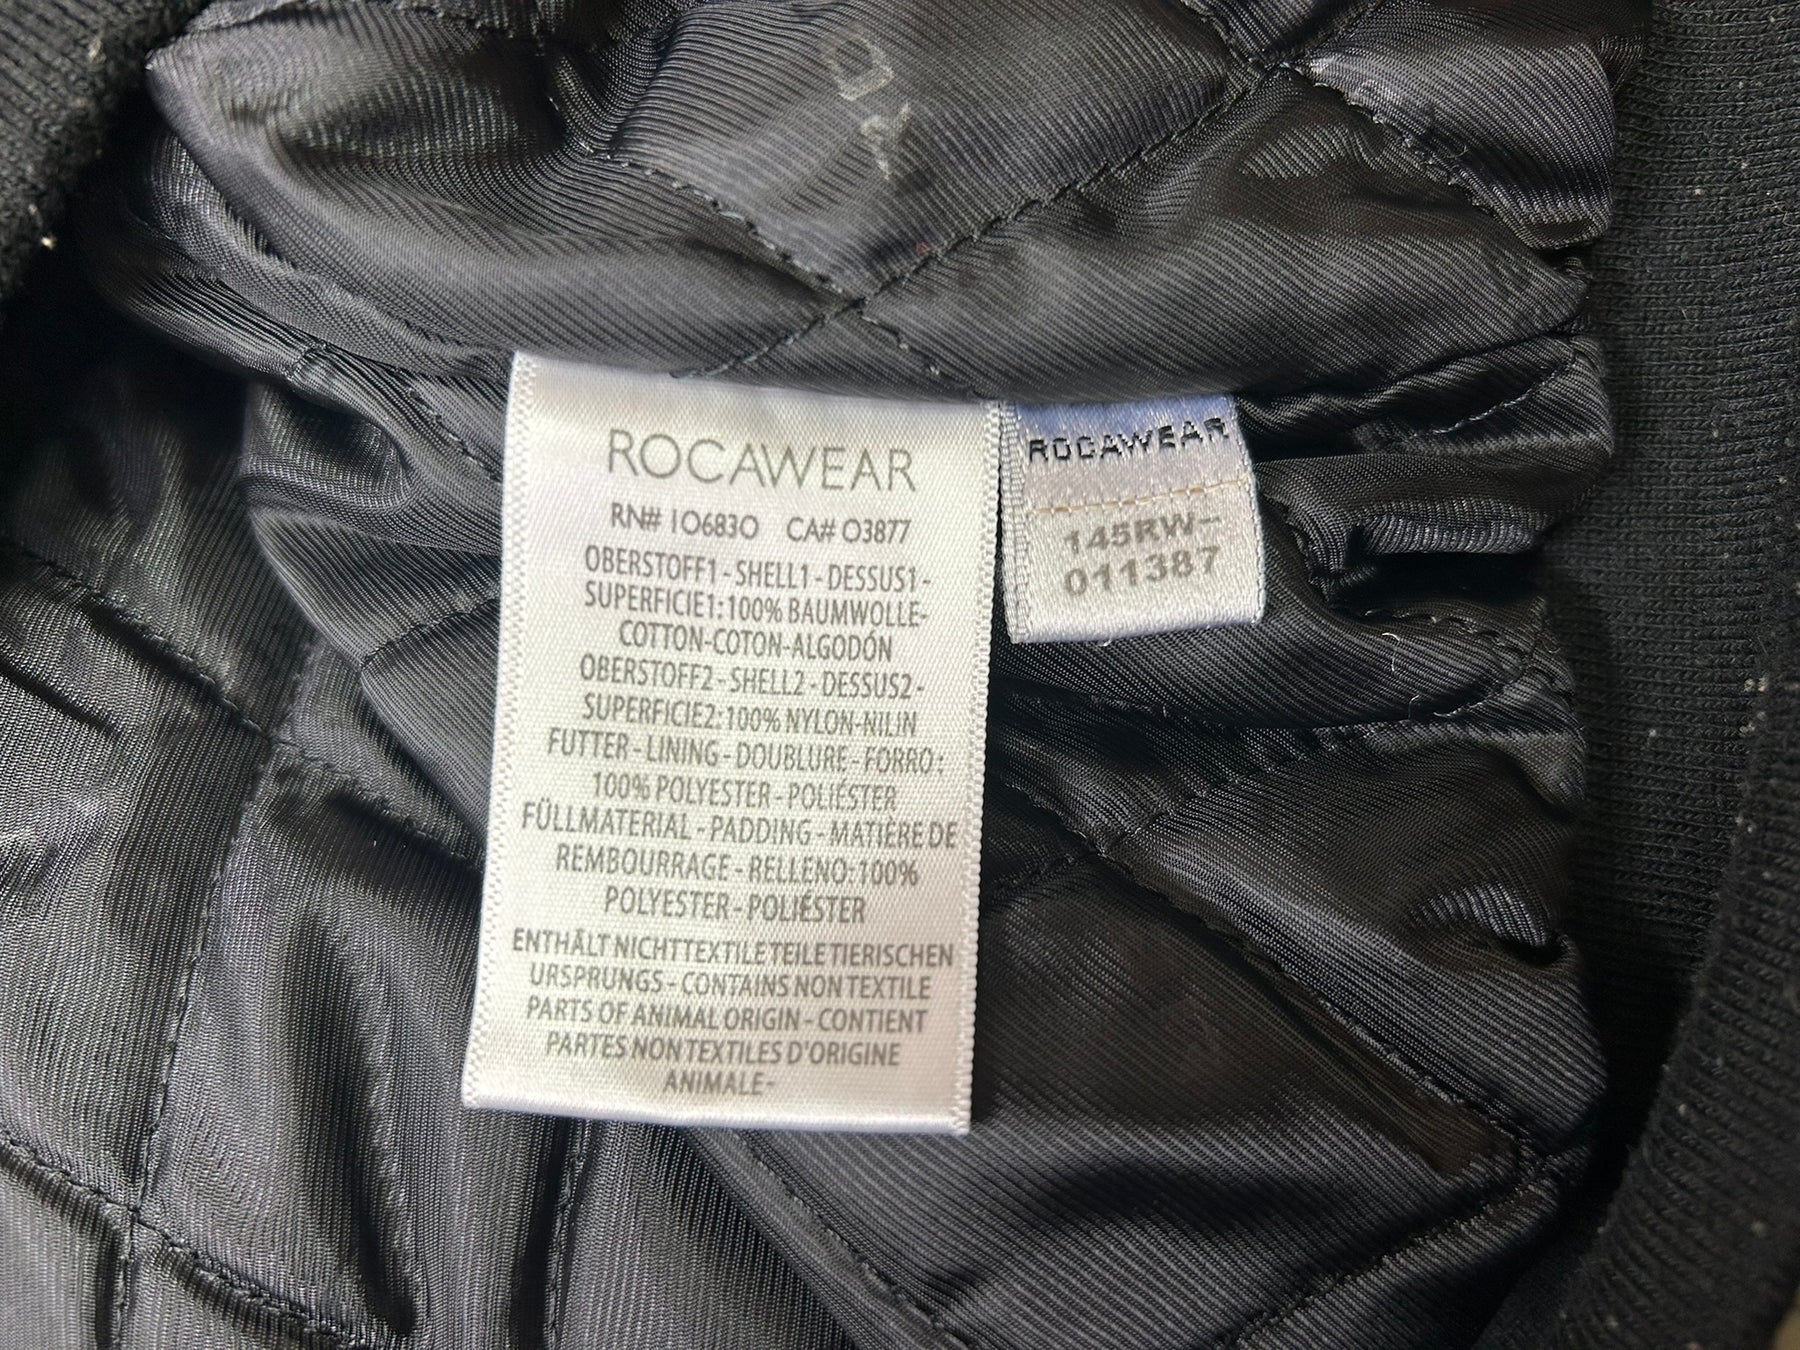 ROCAWEAR
RN# 106830 CA# 03877
OBERSTOFF1 - SHELL1 - DESSUS1 -
SUPERFICIE1: 100% BAUMWOLLE-
COTTON-COTON-ALGODÓN
OBERSTOFF2 - SHELL2 - DESSUS2 -
SUPERFICIE2: 100% NYLON-NILIN
FUTTER - LINING - DOUBLURE - FORRO :
100% POLYESTER - POLIÉSTER
FÜLLMATERIAL - PADDING - MATIÈRE DE
REMBOURRAGE - RELLENO: 100%
POLYESTER - POLIÉSTER
ENTHÄLT NICHTTEXTILE TEILE TIERISCHEN
URSPRUNGS - CONTAINS NON TEXTILE
PARTS OF ANIMAL ORIGIN - CONTIENT
PARTES NON TEXTILES D'ORIGINE
ANIMALE-
ROCAWEAR
145RW-
011387